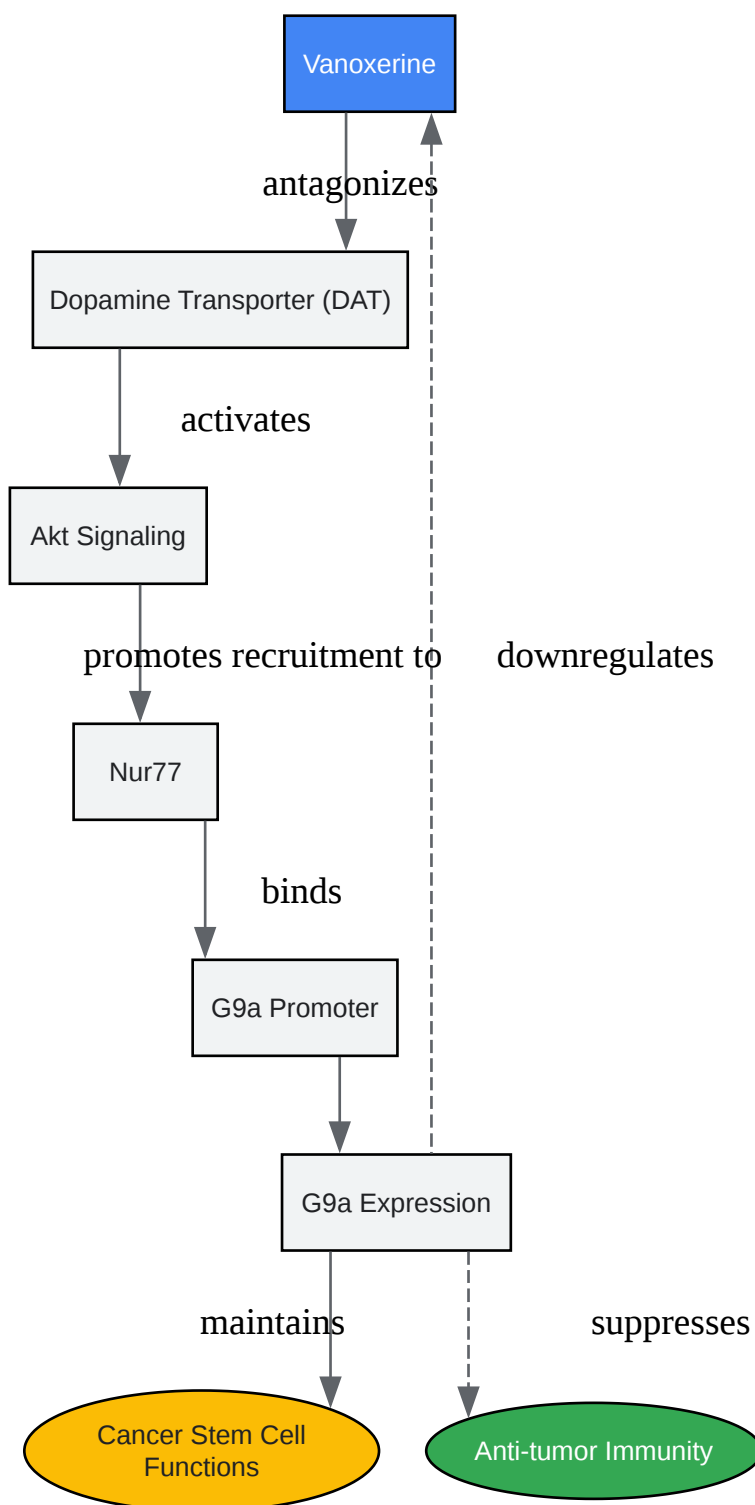 Vanoxerine
antagonizes
Dopamine Transporter (DAT)
activates
Akt Signaling
promotes recruitment to
downregulates
Nur77
binds
G9a Promoter
G9a Expression
maintains
suppresses
Cancer Stem Cell
Functions
Anti-tumor Immunity